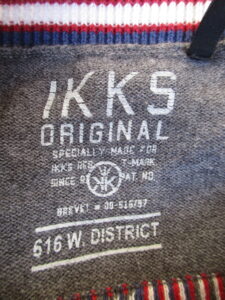 IKKS
ORIGINAL
SPECIALLY MADE FOR
IKKS REG T-MARK
SINCE PAT. NO
BREVET
616 W. DISTRICT